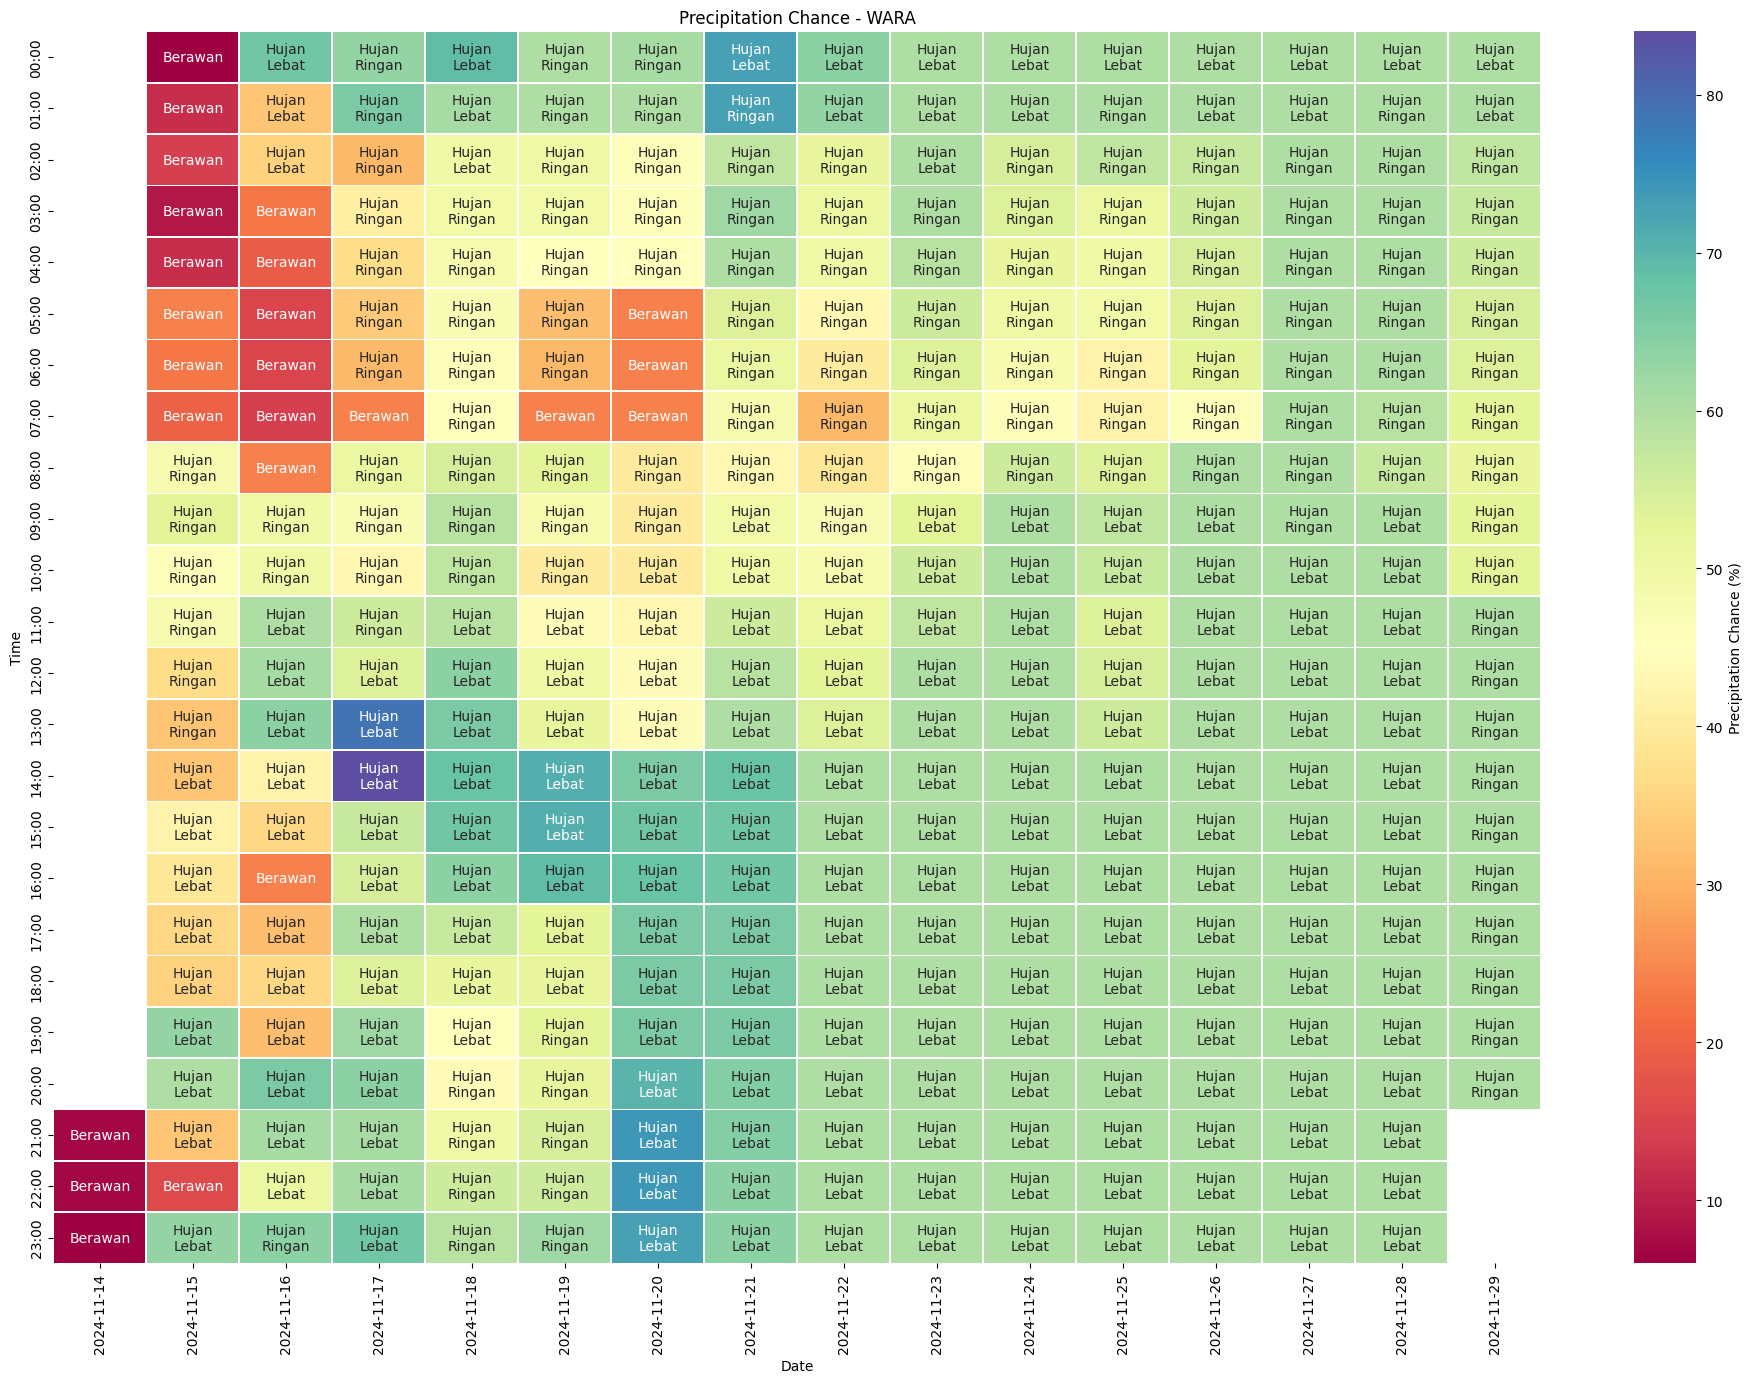 Precipitation Chance - WARA
Time
00:00 Berawan Hujan Lebat Hujan Ringan Hujan Lebat Hujan Ringan Hujan Ringan Hujan Lebat Hujan Lebat Hujan Lebat Hujan Lebat Hujan Lebat Hujan Lebat Hujan Lebat Hujan Lebat Hujan Lebat
01:00 Berawan Hujan Lebat Hujan Ringan Hujan Lebat Hujan Ringan Hujan Ringan Hujan Ringan Hujan Lebat Hujan Lebat Hujan Lebat Hujan Ringan Hujan Lebat Hujan Lebat Hujan Ringan Hujan Lebat
02:00 Berawan Hujan Lebat Hujan Ringan Hujan Lebat Hujan Ringan Hujan Ringan Hujan Ringan Hujan Ringan Hujan Lebat Hujan Ringan Hujan Ringan Hujan Ringan Hujan Ringan Hujan Ringan Hujan Ringan
03:00 Berawan Berawan Hujan Ringan Hujan Ringan Hujan Ringan Hujan Ringan Hujan Ringan Hujan Ringan Hujan Ringan Hujan Ringan Hujan Ringan Hujan Ringan Hujan Ringan Hujan Ringan Hujan Ringan
04:00 Berawan Berawan Hujan Ringan Hujan Ringan Hujan Ringan Hujan Ringan Hujan Ringan Hujan Ringan Hujan Ringan Hujan Ringan Hujan Ringan Hujan Ringan Hujan Ringan Hujan Ringan Hujan Ringan
05:00 Berawan Berawan Hujan Ringan Hujan Ringan Hujan Ringan Berawan Hujan Ringan Hujan Ringan Hujan Ringan Hujan Ringan Hujan Ringan Hujan Ringan Hujan Ringan Hujan Ringan Hujan Ringan
06:00 Berawan Berawan Hujan Ringan Hujan Ringan Hujan Ringan Berawan Hujan Ringan Hujan Ringan Hujan Ringan Hujan Ringan Hujan Ringan Hujan Ringan Hujan Ringan Hujan Ringan Hujan Ringan
07:00 Berawan Berawan Berawan Hujan Ringan Berawan Berawan Hujan Ringan Hujan Ringan Hujan Ringan Hujan Ringan Hujan Ringan Hujan Ringan Hujan Ringan Hujan Ringan Hujan Ringan
08:00 Hujan Ringan Berawan Hujan Ringan Hujan Ringan Hujan Ringan Hujan Ringan Hujan Ringan Hujan Ringan Hujan Ringan Hujan Ringan Hujan Ringan Hujan Ringan Hujan Ringan Hujan Ringan Hujan Ringan
09:00 Hujan Ringan Hujan Ringan Hujan Ringan Hujan Ringan Hujan Ringan Hujan Ringan Hujan Lebat Hujan Ringan Hujan Lebat Hujan Lebat Hujan Lebat Hujan Lebat Hujan Ringan Hujan Lebat Hujan Ringan
10:00 Hujan Ringan Hujan Ringan Hujan Ringan Hujan Ringan Hujan Ringan Hujan Lebat Hujan Lebat Hujan Lebat Hujan Lebat Hujan Lebat Hujan Lebat Hujan Lebat Hujan Lebat Hujan Lebat Hujan Ringan
11:00 Hujan Ringan Hujan Lebat Hujan Ringan Hujan Lebat Hujan Lebat Hujan Lebat Hujan Lebat Hujan Lebat Hujan Lebat Hujan Lebat Hujan Lebat Hujan Lebat Hujan Lebat Hujan Lebat Hujan Ringan
12:00 Hujan Ringan Hujan Lebat Hujan Lebat Hujan Lebat Hujan Lebat Hujan Lebat Hujan Lebat Hujan Lebat Hujan Lebat Hujan Lebat Hujan Lebat Hujan Lebat Hujan Lebat Hujan Lebat Hujan Ringan
13:00 Hujan Ringan Hujan Lebat Hujan Lebat Hujan Lebat Hujan Lebat Hujan Lebat Hujan Lebat Hujan Lebat Hujan Lebat Hujan Lebat Hujan Lebat Hujan Lebat Hujan Lebat Hujan Lebat Hujan Ringan
14:00 Hujan Lebat Hujan Lebat Hujan Lebat Hujan Lebat Hujan Lebat Hujan Lebat Hujan Lebat Hujan Lebat Hujan Lebat Hujan Lebat Hujan Lebat Hujan Lebat Hujan Lebat Hujan Lebat Hujan Ringan
15:00 Hujan Lebat Hujan Lebat Hujan Lebat Hujan Lebat Hujan Lebat Hujan Lebat Hujan Lebat Hujan Lebat Hujan Lebat Hujan Lebat Hujan Lebat Hujan Lebat Hujan Lebat Hujan Lebat Hujan Ringan
16:00 Hujan Lebat Berawan Hujan Lebat Hujan Lebat Hujan Lebat Hujan Lebat Hujan Lebat Hujan Lebat Hujan Lebat Hujan Lebat Hujan Lebat Hujan Lebat Hujan Lebat Hujan Lebat Hujan Ringan
17:00 Hujan Lebat Hujan Lebat Hujan Lebat Hujan Lebat Hujan Lebat Hujan Lebat Hujan Lebat Hujan Lebat Hujan Lebat Hujan Lebat Hujan Lebat Hujan Lebat Hujan Lebat Hujan Lebat Hujan Ringan
18:00 Hujan Lebat Hujan Lebat Hujan Lebat Hujan Lebat Hujan Lebat Hujan Lebat Hujan Lebat Hujan Lebat Hujan Lebat Hujan Lebat Hujan Lebat Hujan Lebat Hujan Lebat Hujan Lebat Hujan Ringan
19:00 Hujan Lebat Hujan Lebat Hujan Lebat Hujan Lebat Hujan Ringan Hujan Lebat Hujan Lebat Hujan Lebat Hujan Lebat Hujan Lebat Hujan Lebat Hujan Lebat Hujan Lebat Hujan Lebat Hujan Ringan
20:00 Hujan Lebat Hujan Lebat Hujan Lebat Hujan Ringan Hujan Ringan Hujan Lebat Hujan Lebat Hujan Lebat Hujan Lebat Hujan Lebat Hujan Lebat Hujan Lebat Hujan Lebat Hujan Lebat Hujan Ringan
21:00 Berawan Hujan Lebat Hujan Lebat Hujan Lebat Hujan Ringan Hujan Ringan Hujan Lebat Hujan Lebat Hujan Lebat Hujan Lebat Hujan Lebat Hujan Lebat Hujan Lebat Hujan Lebat Hujan Lebat
22:00 Berawan Berawan Hujan Lebat Hujan Lebat Hujan Ringan Hujan Ringan Hujan Lebat Hujan Lebat Hujan Lebat Hujan Lebat Hujan Lebat Hujan Lebat Hujan Lebat Hujan Lebat Hujan Lebat
23:00 Berawan Hujan Lebat Hujan Ringan Hujan Lebat Hujan Ringan Hujan Ringan Hujan Lebat Hujan Lebat Hujan Lebat Hujan Lebat Hujan Lebat Hujan Lebat Hujan Lebat Hujan Lebat Hujan Lebat
2024-11-14 2024-11-15 2024-11-16 2024-11-17 2024-11-18 2024-11-19 2024-11-20 2024-11-21 2024-11-22 2024-11-23 2024-11-24 2024-11-25 2024-11-26 2024-11-27 2024-11-28 2024-11-29
Date
80
70
60
50
40
30
20
10
Precipitation Chance (%)